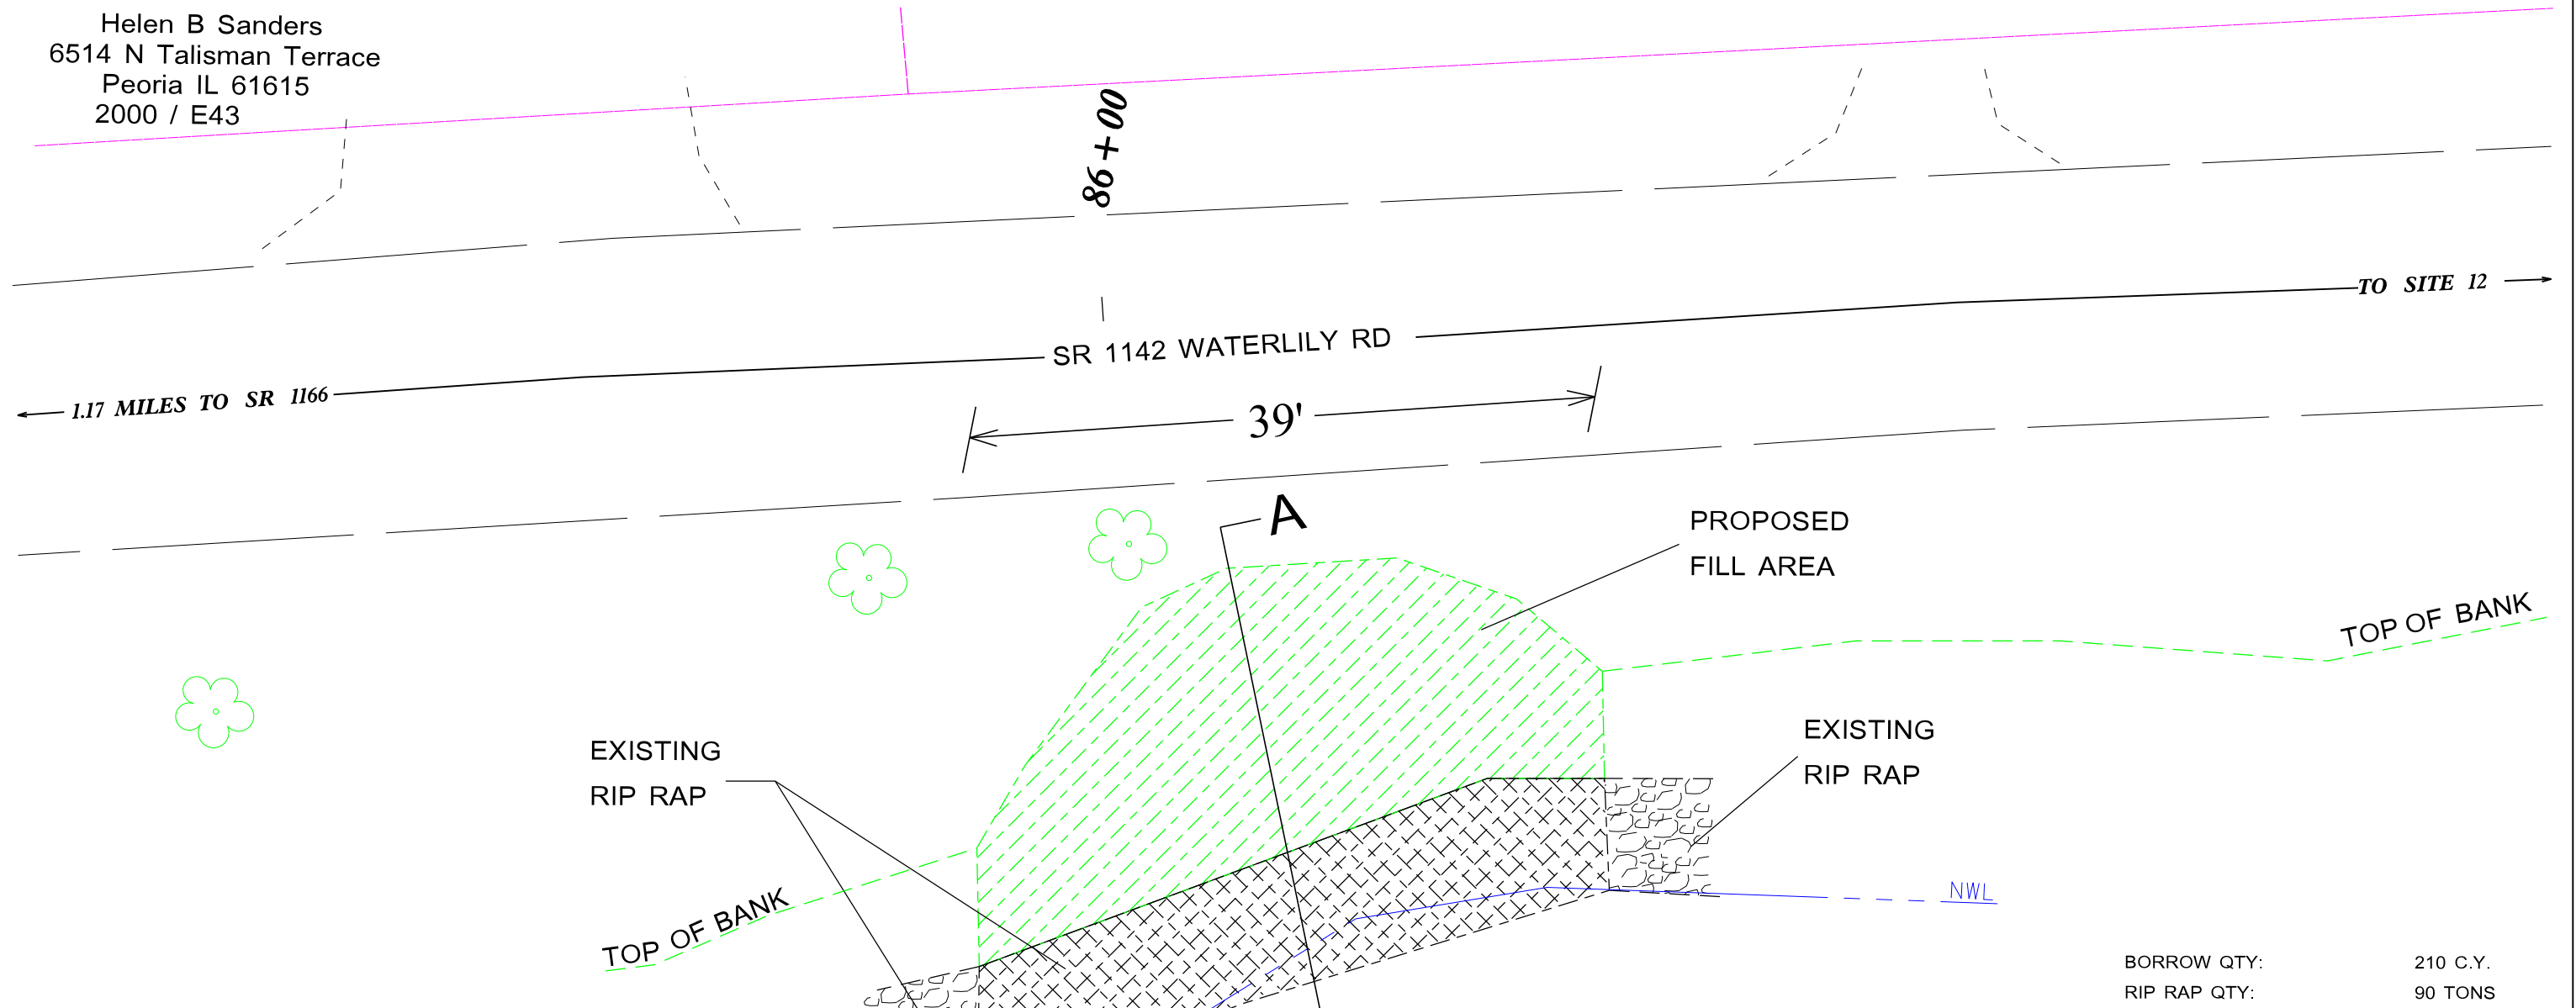 Helen B Sanders
6514 N Talisman Terrace
Peoria IL 61615
2000 / E43
86+00
TO SITE 12
SR 1142 WATERLILY RD
1.17 MILES TO SR 1166
39'
A
PROPOSED
FILL AREA
TOP OF BANK
EXISTING
RIP RAP
EXISTING
RIP RAP
NWL
TOP OF BANK
BORROW QTY: 210 C.Y.
RIP RAP QTY: 90 TONS